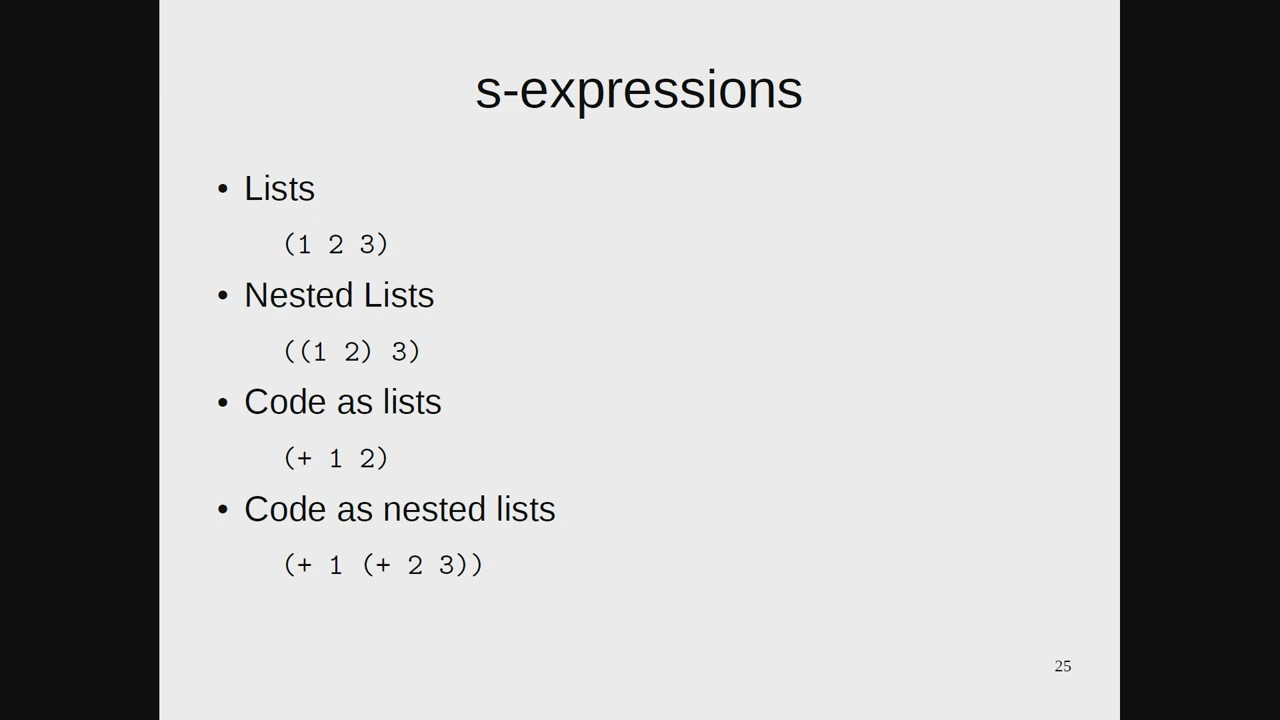 s-expressions
• Lists
(1 2 3)
• Nested Lists
((1 2) 3)
• Code as lists
(+ 1 2)
• Code as nested lists
(+ 1 (+ 2 3))
25